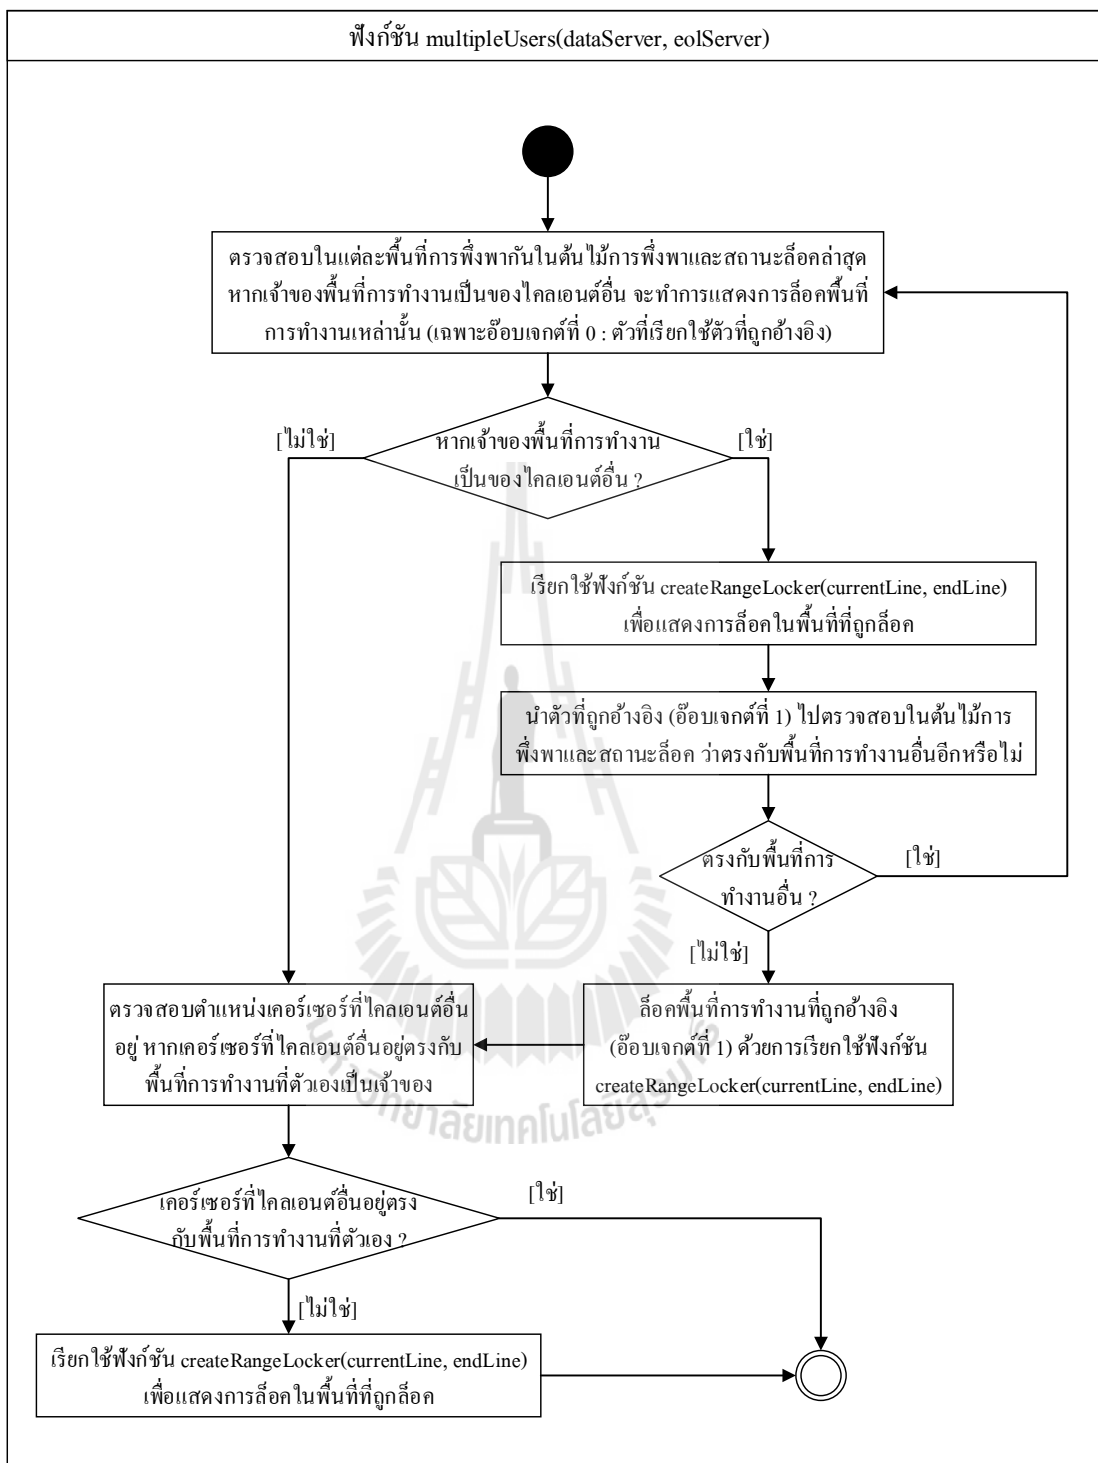 ฟังก์ชัน multipleUsers(dataServer, eolServer)
ตรวจสอบในแต่ละพื้นที่การพึ่งพากันในต้นไม้การพึ่งพาและสถานะล็อคล่าสุด
หากเจ้าของพื้นที่การทำงานเป็นของไคลเอนต์อื่น จะทำการแสดงการล็อคพื้นที่
การทำงานเหล่านั้น (เฉพาะอ๊อบเจกต์ที่ 0 : ตัวที่เรียกใช้ตัวที่ถูกอ้างอิง)
[ไม่ใช่]
หากเจ้าของพื้นที่การทำงาน
เป็นของไคลเอนต์อื่น ?
[ใช่]
เรียกใช้ฟังก์ชัน createRangeLocker(currentLine, endLine)
เพื่อแสดงการล็อคในพื้นที่ที่ถูกล็อค
นำตัวที่ถูกอ้างอิง (อ๊อบเจกต์ที่ 1) ไปตรวจสอบในต้นไม้การ
พึ่งพาและสถานะล็อค ว่าตรงกับพื้นที่การทำงานอื่นอีกหรือไม่
ตรงกับพื้นที่การ
ทำงานอื่น ?
[ใช่]
[ไม่ใช่]
ล็อคพื้นที่การทำงานที่ถูกอ้างอิง
(อ๊อบเจกต์ที่ 1) ด้วยการเรียกใช้ฟังก์ชัน
createRangeLocker(currentLine, endLine)
ตรวจสอบตำแหน่งเคอร์เซอร์ที่ไคลเอนต์อื่น
อยู่ หากเคอร์เซอร์ที่ไคลเอนต์อื่นอยู่ตรงกับ
พื้นที่การทำงานที่ตัวเองเป็นเจ้าของ
มหาวิทยาลัยเทคโนโลยีสุรนารี
เคอร์เซอร์ที่ไคลเอนต์อื่นอยู่ตรง
กับพื้นที่การทำงานที่ตัวเอง ?
[ใช่]
[ไม่ใช่]
เรียกใช้ฟังก์ชัน createRangeLocker(currentLine, endLine)
เพื่อแสดงการล็อคในพื้นที่ที่ถูกล็อค